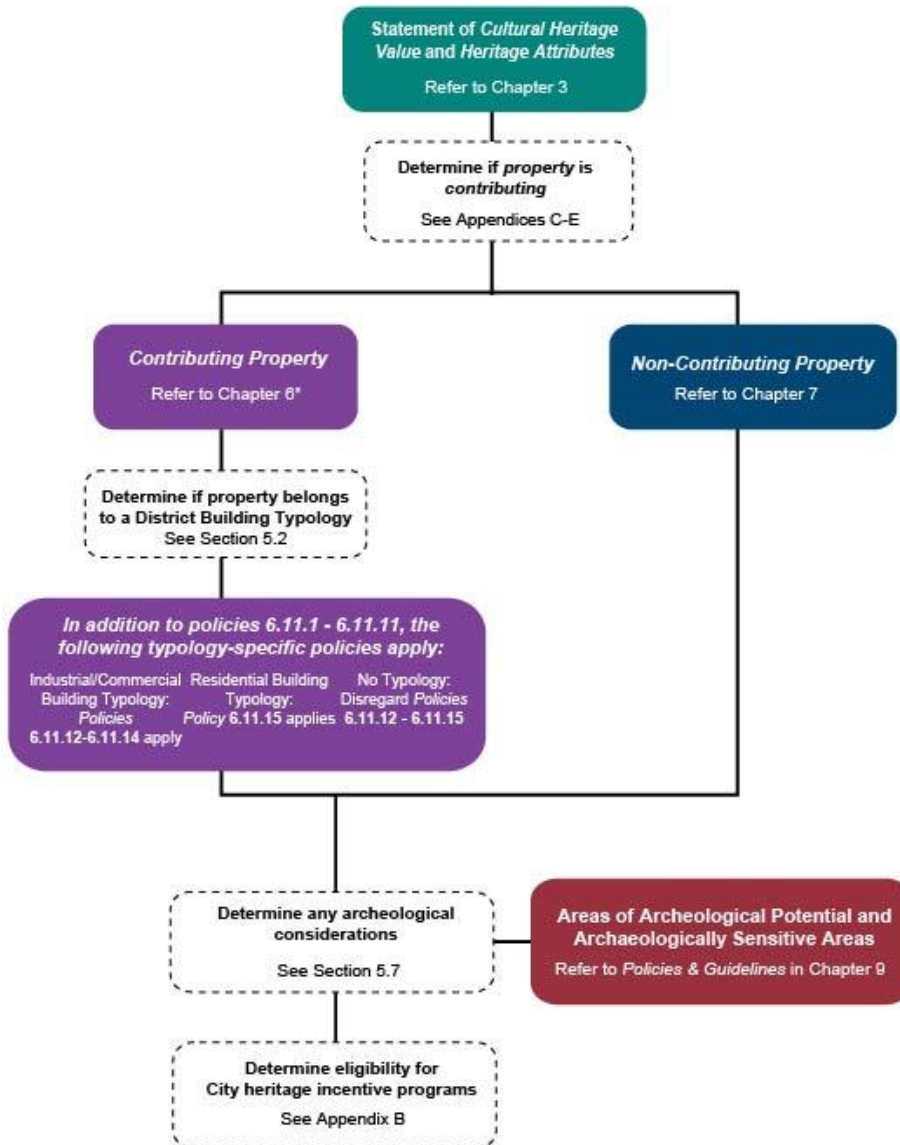 Statement of Cultural Heritage
Value and Heritage Attributes
Refer to Chapter 3
Determine if property is
contributing
See Appendices C-E
Contributing Property
Refer to Chapter 6*
Non-Contributing Property
Refer to Chapter 7
Determine if property belongs
to a District Building Typology
See Section 5.2
In addition to policies 6.11.1 - 6.11.11, the
following typology-specific policies apply:
Industrial/Commercial
Building Typology:
Policies
6.11.12-6.11.14 apply
Residential Building
Typology:
Policy 6.11.15 applies
No Typology:
Disregard Policies
6.11.12 - 6.11.15
Determine any archeological
considerations
See Section 5.7
Areas of Archeological Potential and
Archaeologically Sensitive Areas
Refer to Policies & Guidelines in Chapter 9
Determine eligibility for
City heritage incentive programs
See Appendix B